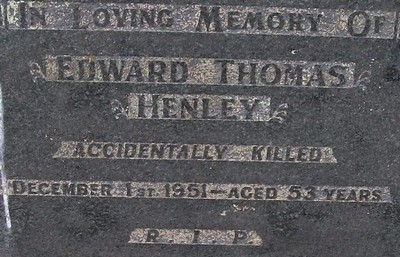 In Loving Memory Of
Edward Thomas
Henley
Accidentally Killed
December 1st 1951 — Aged 53 Years
R. I. P.